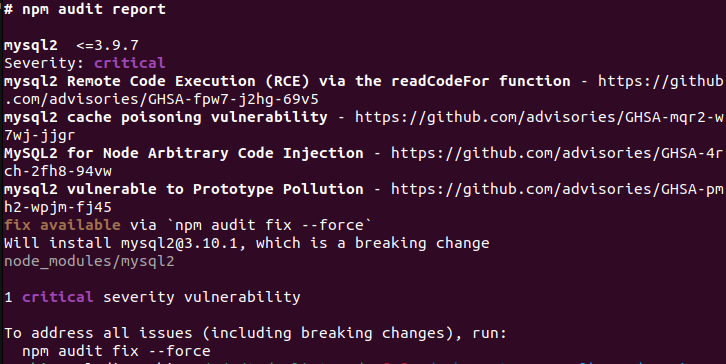 # npm audit report
mysql2  <=3.9.7
Severity: critical
mysql2 Remote Code Execution (RCE) via the readCodeFor function - https://github
.com/advisories/GHSA-fpw7-j2hg-69v5
mysql2 cache poisoning vulnerability - https://github.com/advisories/GHSA-mqr2-w
7wj-jjgr
MySQL2 for Node Arbitrary Code Injection - https://github.com/advisories/GHSA-4r
ch-2fh8-94vw
mysql2 vulnerable to Prototype Pollution - https://github.com/advisories/GHSA-pm
h2-wpjm-fj45
fix available via `npm audit fix --force`
Will install mysql2@3.10.1, which is a breaking change
node_modules/mysql2
1 critical severity vulnerability
To address all issues (including breaking changes), run:
  npm audit fix --force